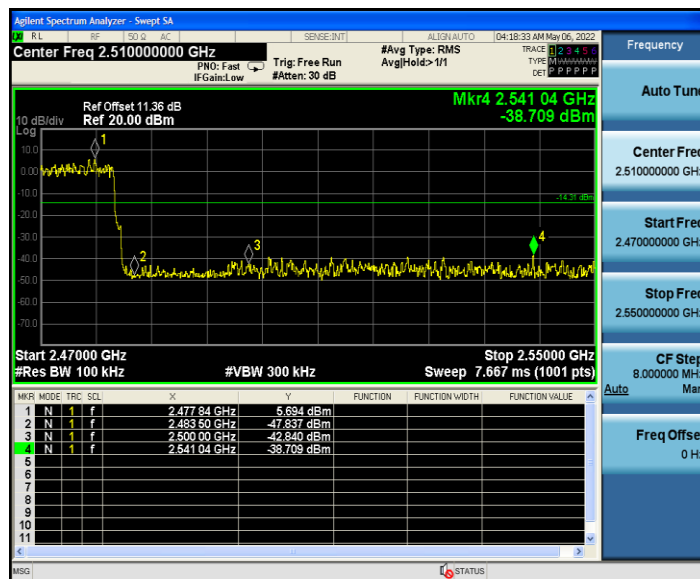 Agilent Spectrum Analyzer - Swept SA
LXI RL RF 50 Ω AC SENSE:INT ALIGN AUTO 04:18:33 AM May 06, 2022
Center Freq 2.510000000 GHz
PNO: Fast
IFGain:Low
Trig: Free Run
#Atten: 30 dB
#Avg Type: RMS
Avg|Hold:>1/1
TRACE 1 2 3 4 5 6
TYPE M W W W W W
DET P P P P P P
Ref Offset 11.36 dB
Ref 20.00 dBm
10 dB/div
Log
Mkr4 2.541 04 GHz
-38.709 dBm
10.0
0.00
-10.0
-20.0
-30.0
-40.0
-50.0
-60.0
-70.0
1
2
3
4
-14.31 dBm
Start 2.47000 GHz
Stop 2.55000 GHz
#Res BW 100 kHz
#VBW 300 kHz
Sweep 7.667 ms (1001 pts)
MKR MODE TRC SCL X Y FUNCTION FUNCTION WIDTH FUNCTION VALUE
1 N 1 f 2.477 84 GHz 5.694 dBm
2 N 1 f 2.483 50 GHz -47.837 dBm
3 N 1 f 2.500 00 GHz -42.840 dBm
4 N 1 f 2.541 04 GHz -38.709 dBm
5
6
7
8
9
10
11
MSG
STATUS
Frequency
Auto Tune
Center Freq
2.510000000 GHz
Start Freq
2.470000000 GHz
Stop Freq
2.550000000 GHz
CF Step
8.000000 MHz
Auto Man
Freq Offset
0 Hz